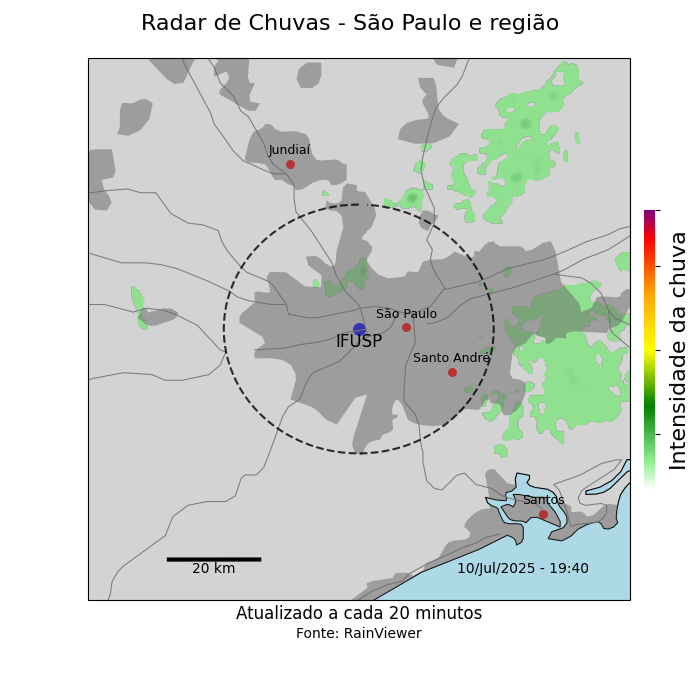 Radar de Chuvas - São Paulo e região
Jundiaí
São Paulo
IFUSP
Santo André
Intensidade da chuva
Santos
20 km
10/Jul/2025 - 19:40
Atualizado a cada 20 minutos
Fonte: RainViewer